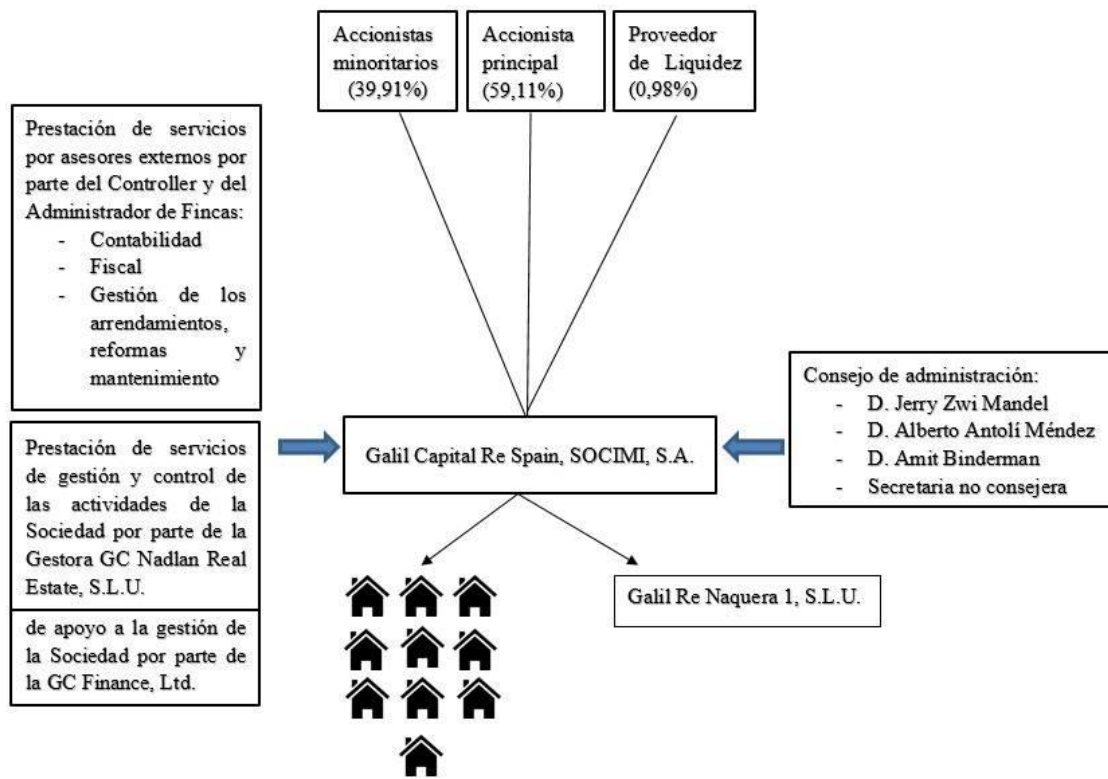 Accionistas
minoritarios
(39,91%)
Accionista
principal
(59,11%)
Proveedor
de Liquidez
(0,98%)
Prestación de servicios
por asesores externos por
parte del Controller y del
Administrador de Fincas:
- Contabilidad
- Fiscal
- Gestión de los
arrendamientos,
reformas y
mantenimiento
Prestación de servicios
de gestión y control de
las actividades de la
Sociedad por parte de la
Gestora GC Nadlan Real
Estate, S.L.U.
de apoyo a la gestión de
la Sociedad por parte de
la GC Finance, Ltd.
Galil Capital Re Spain, SOCIMI, S.A.
Consejo de administración:
- D. Jerry Zwi Mandel
- D. Alberto Antolí Méndez
- D. Amit Binderman
- Secretaria no consejera
Galil Re Naquera 1, S.L.U.